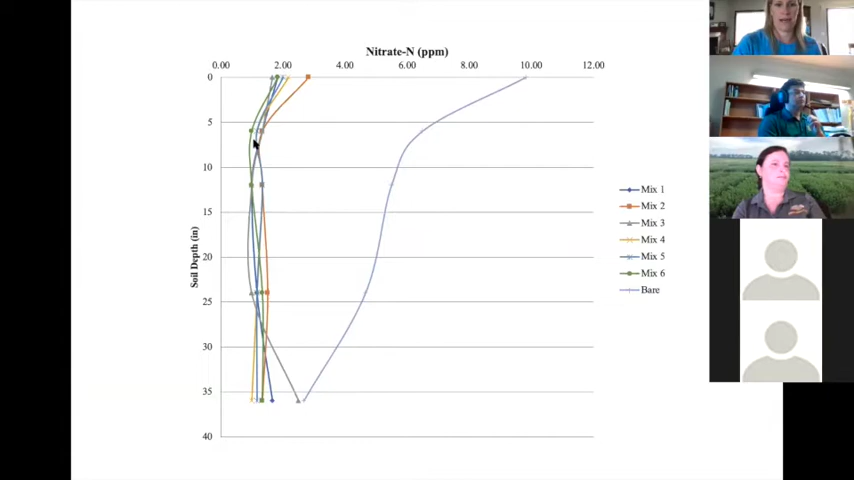 Nitrate-N (ppm)
0.00 2.00 4.00 6.00 8.00 10.00 12.00
0
5
10
15
20
25
30
35
40
Soil Depth (in)
Mix 1
Mix 2
Mix 3
Mix 4
Mix 5
Mix 6
Bare